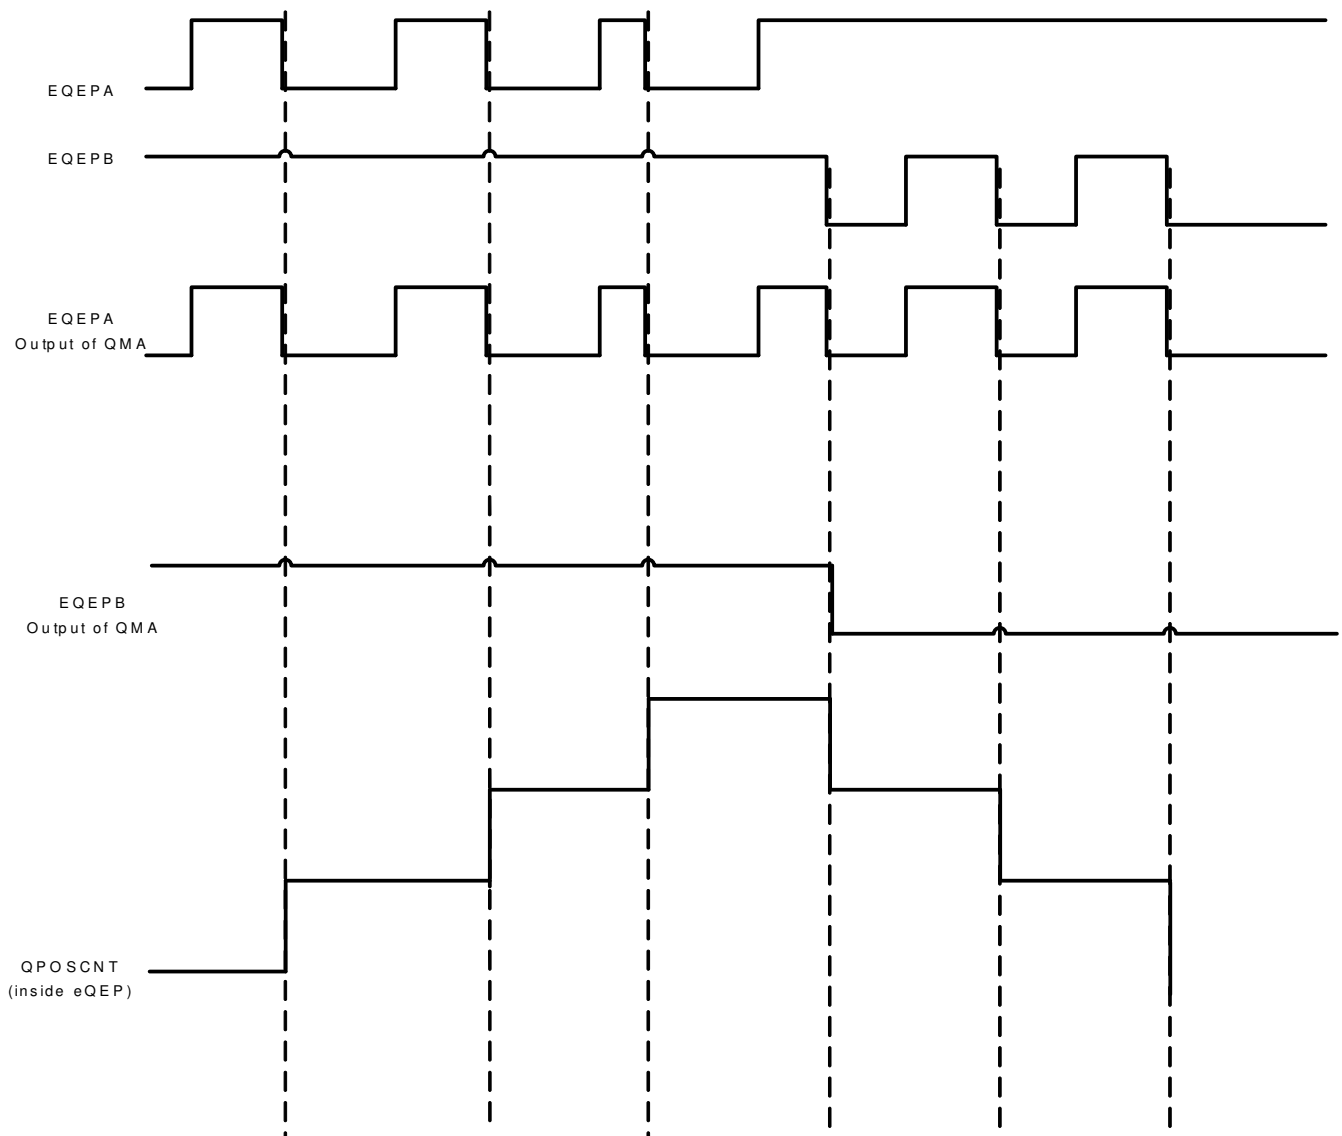 EQEPA
EQEPB
EQEPA
Output of QMA
EQEPB
Output of QMA
QPOSCNT
(inside eQEP)